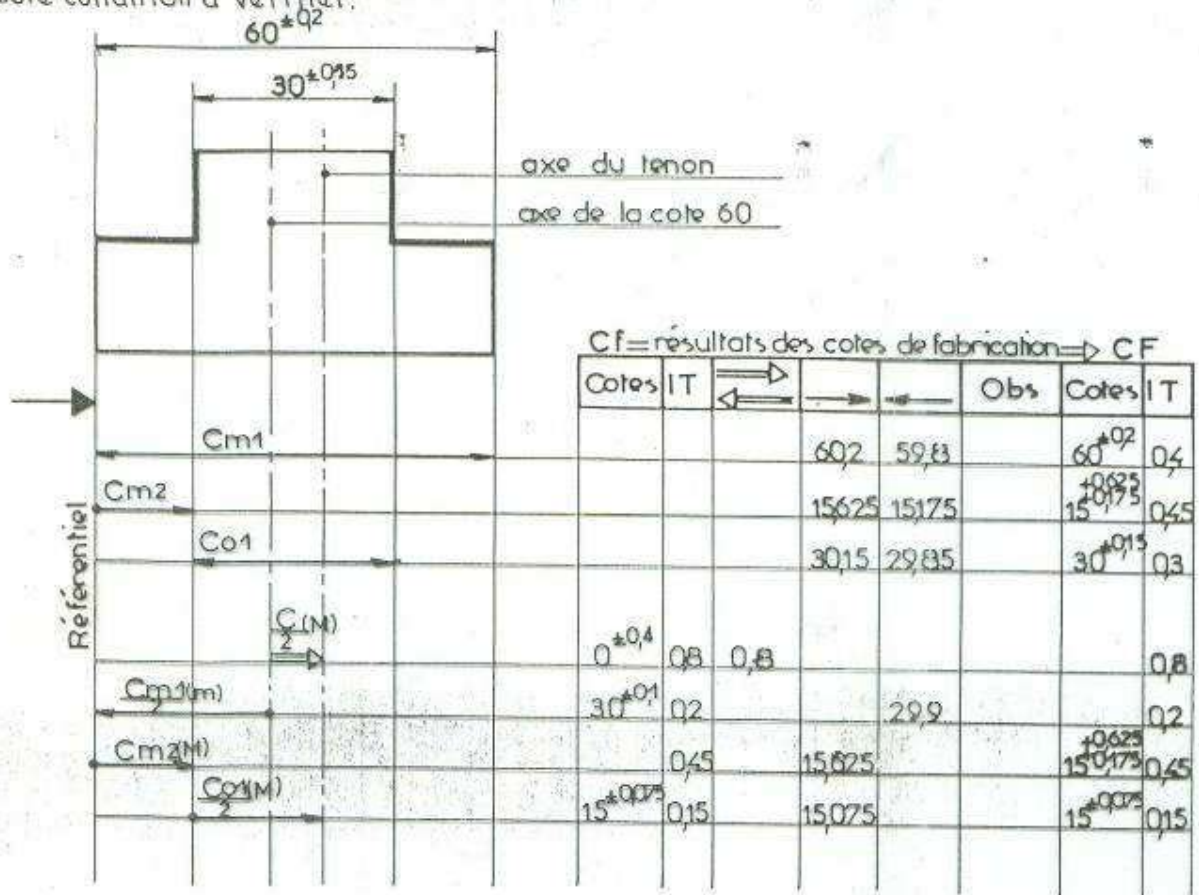 60±0,2
30±0,15
axe du tenon
axe de la cote 60
Cf=résultats des cotes de fabrication⇒ CF
Cotes IT Obs Cotes IT
Cm1 60,2 59,8 60±0,2 0,4
Cm2 15,625 15,175 15+0,625+0,175 0,45
Co1 30,15 29,85 30±0,15 0,3
Référentiel
C/2(M) 0±0,4 0,8 0,8 0,8
Cm1(m)/2 30±0,1 0,2 29,9 0,2
Cm2(M) 0,45 15,625 15+0,625+0,175 0,45
Co1(M)/2 15±0,075 0,15 15,075 15±0,075 0,15